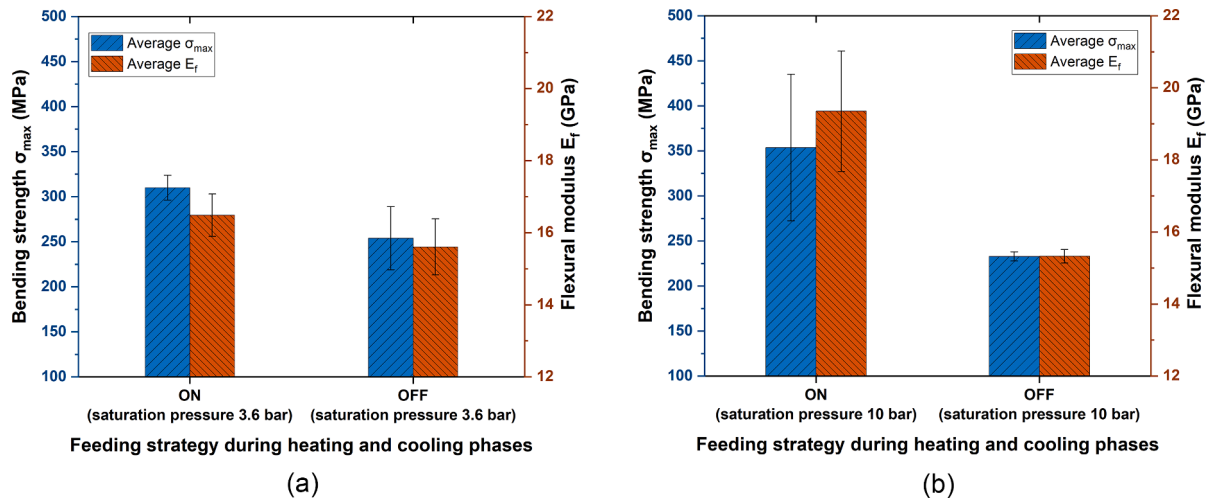 500
450
400
350
300
250
200
150
100
Bending strength σmax (MPa)
Average σmax
Average Ef
22
20
18
16
14
12
Flexural modulus Ef (GPa)
ON
(saturation pressure 3.6 bar)
OFF
(saturation pressure 3.6 bar)
Feeding strategy during heating and cooling phases
(a)
500
450
400
350
300
250
200
150
100
Bending strength σmax (MPa)
Average σmax
Average Ef
22
20
18
16
14
12
Flexural modulus Ef (GPa)
ON
(saturation pressure 10 bar)
OFF
(saturation pressure 10 bar)
Feeding strategy during heating and cooling phases
(b)